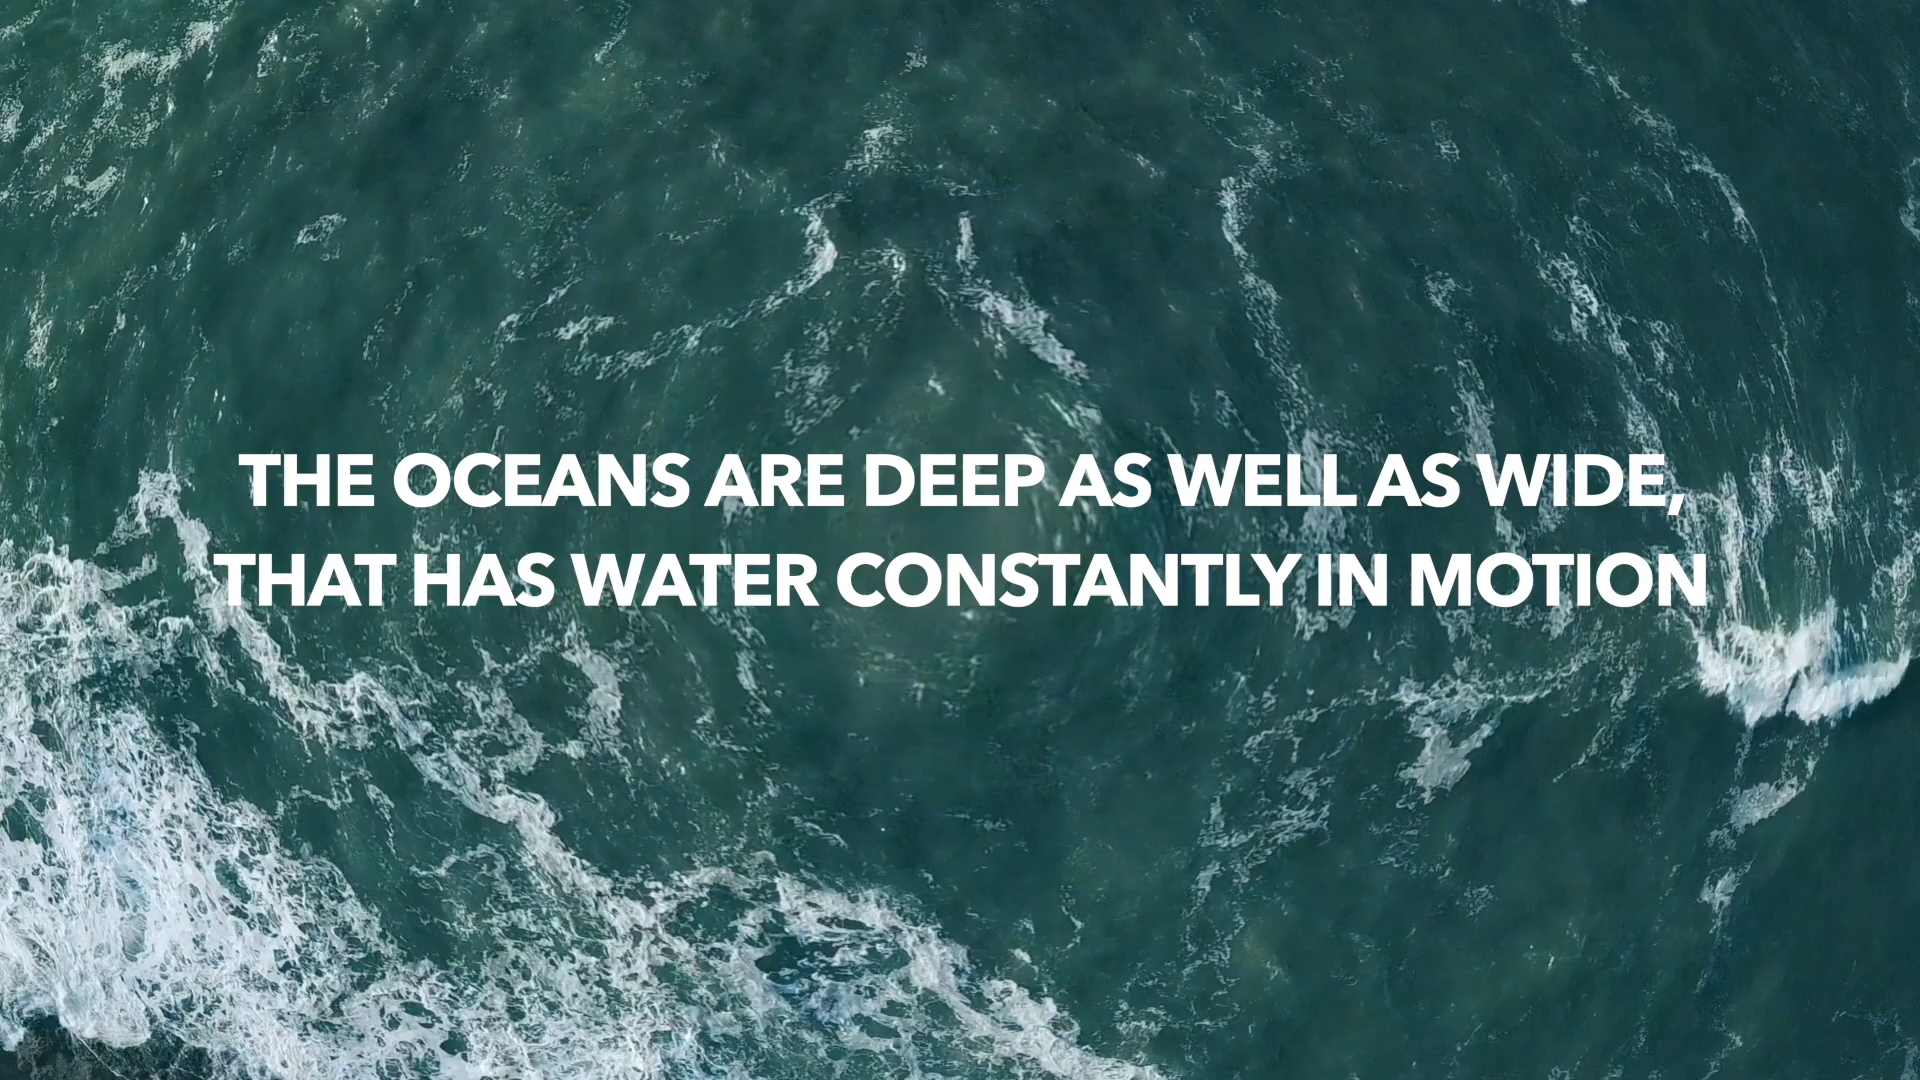 THE OCEANS ARE DEEP AS WELL AS WIDE,
THAT HAS WATER CONSTANTLY IN MOTION